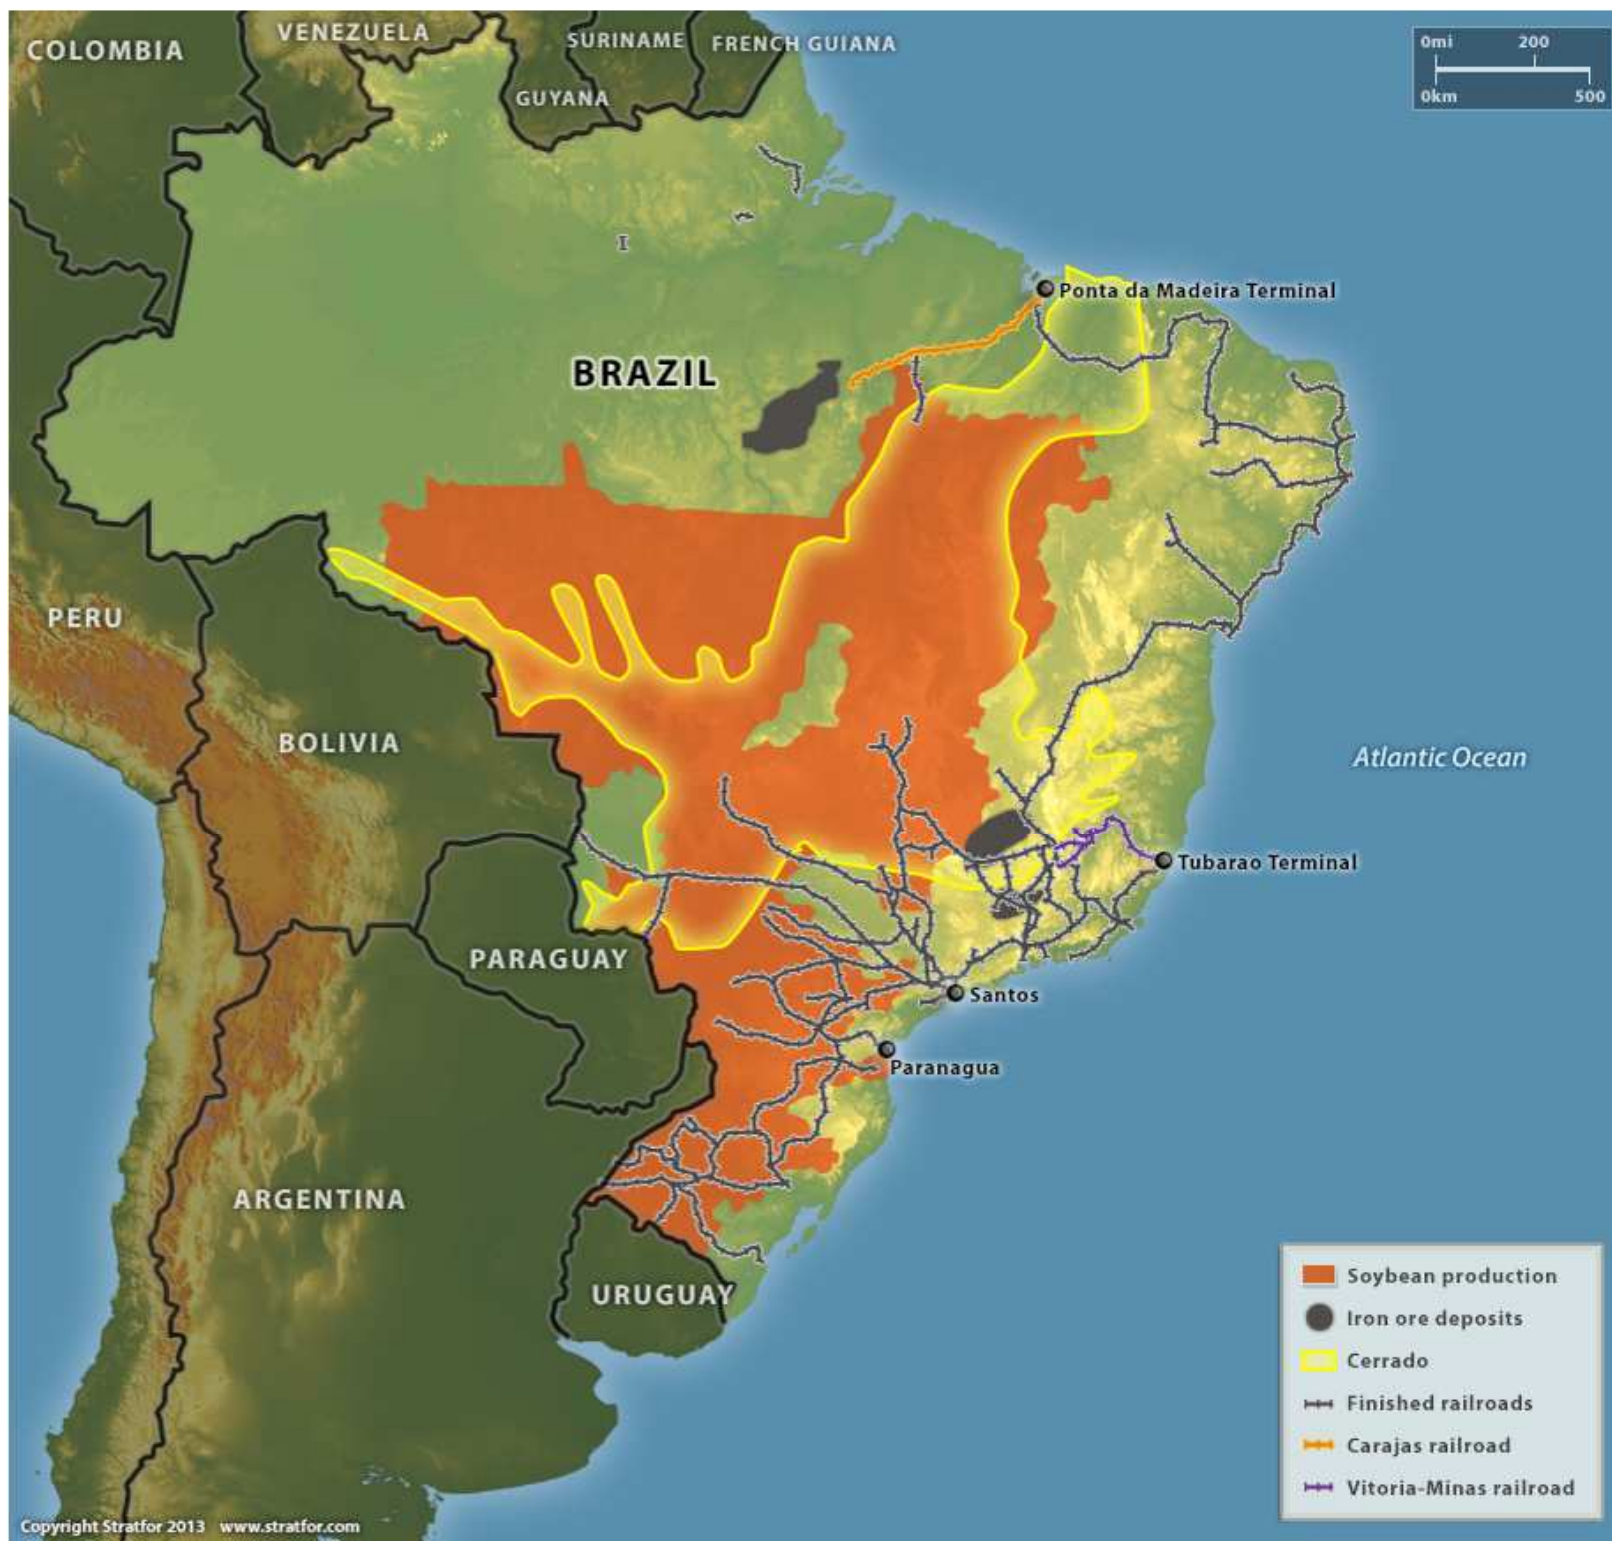 COLOMBIA
VENEZUELA
SURINAME
FRENCH GUIANA
GUYANA
0mi 200
0km 500
Ponta da Madeira Terminal
BRAZIL
PERU
BOLIVIA
Atlantic Ocean
Tubarao Terminal
PARAGUAY
Santos
Paranagua
ARGENTINA
URUGUAY
Soybean production
Iron ore deposits
Cerrado
Finished railroads
Carajas railroad
Vitoria-Minas railroad
Copyright Stratfor 2013 www.stratfor.com